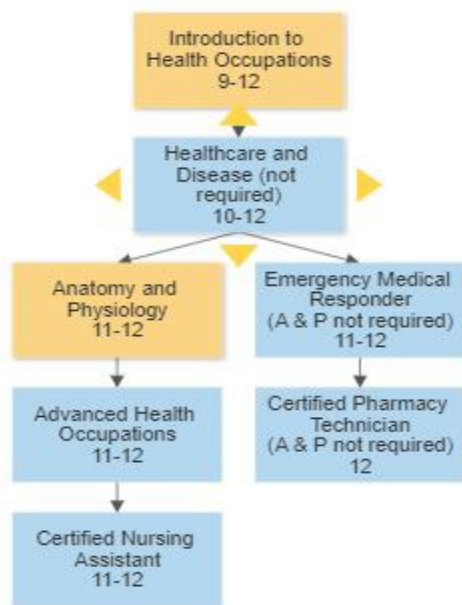 Introduction to
Health Occupations
9-12
Healthcare and
Disease (not
required)
10-12
Anatomy and
Physiology
11-12
Emergency Medical
Responder
(A & P not required)
11-12
Advanced Health
Occupations
11-12
Certified Pharmacy
Technician
(A & P not required)
12
Certified Nursing
Assistant
11-12